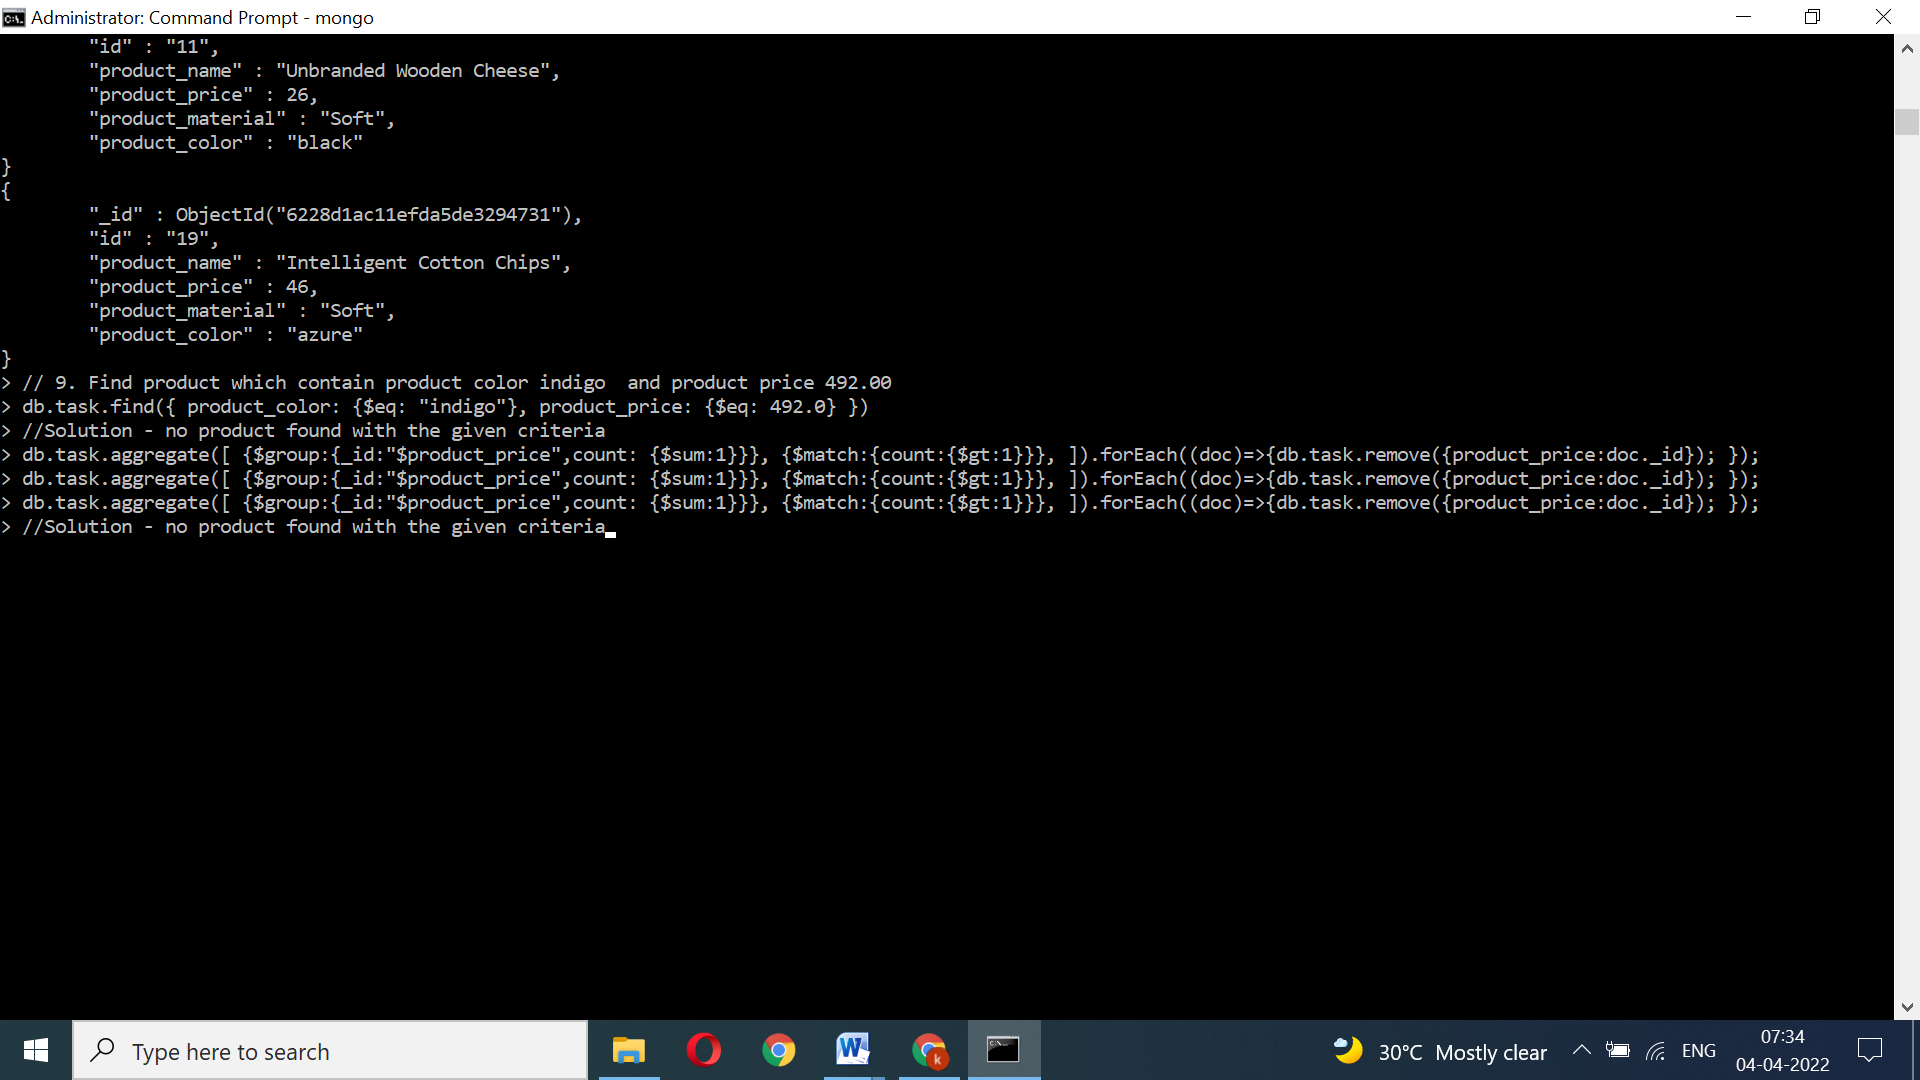 Administrator: Command Prompt - mongo
"id" : "11",
"product_name" : "Unbranded Wooden Cheese",
"product_price" : 26,
"product_material" : "Soft",
"product_color" : "black"
}
{
"_id" : ObjectId("6228d1ac11efda5de3294731"),
"id" : "19",
"product_name" : "Intelligent Cotton Chips",
"product_price" : 46,
"product_material" : "Soft",
"product_color" : "azure"
}
> // 9. Find product which contain product color indigo  and product price 492.00
> db.task.find({ product_color: {$eq: "indigo"}, product_price: {$eq: 492.0} })
> //Solution - no product found with the given criteria
> db.task.aggregate([ {$group:{_id:"$product_price",count: {$sum:1}}}, {$match:{count:{$gt:1}}}, ]).forEach((doc)=>{db.task.remove({product_price:doc._id}); });
> db.task.aggregate([ {$group:{_id:"$product_price",count: {$sum:1}}}, {$match:{count:{$gt:1}}}, ]).forEach((doc)=>{db.task.remove({product_price:doc._id}); });
> db.task.aggregate([ {$group:{_id:"$product_price",count: {$sum:1}}}, {$match:{count:{$gt:1}}}, ]).forEach((doc)=>{db.task.remove({product_price:doc._id}); });
> //Solution - no product found with the given criteria
Type here to search
30°C Mostly clear
ENG
07:34
04-04-2022